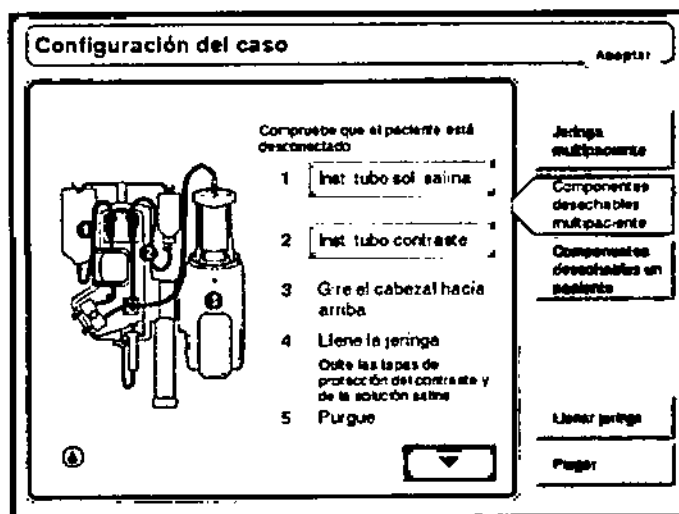 Configuración del caso
Aceptar
Compruebe que el paciente está
desconectado
1 Inst tubo sol salina
2 Inst tubo contraste
3 Gire el cabezal hacia
arriba
4 Llene la jeringa
Quite las tapas de
protección del contraste y
de la solución salina
5 Purgue
Jeringa
multipaciente
Componentes
desechables
multipaciente
Componentes
desechables un
paciente
Llenar jeringa
Purgar